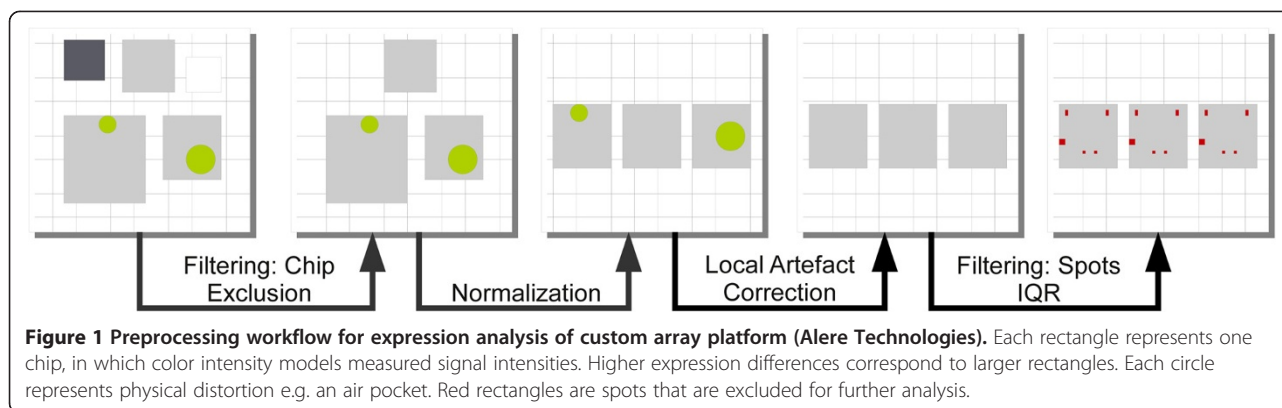 Filtering: Chip
Exclusion
Normalization
Local Artefact
Correction
Filtering: Spots
IQR
Figure 1 Preprocessing workflow for expression analysis of custom array platform (Alere Technologies). Each rectangle represents one
chip, in which color intensity models measured signal intensities. Higher expression differences correspond to larger rectangles. Each circle
represents physical distortion e.g. an air pocket. Red rectangles are spots that are excluded for further analysis.